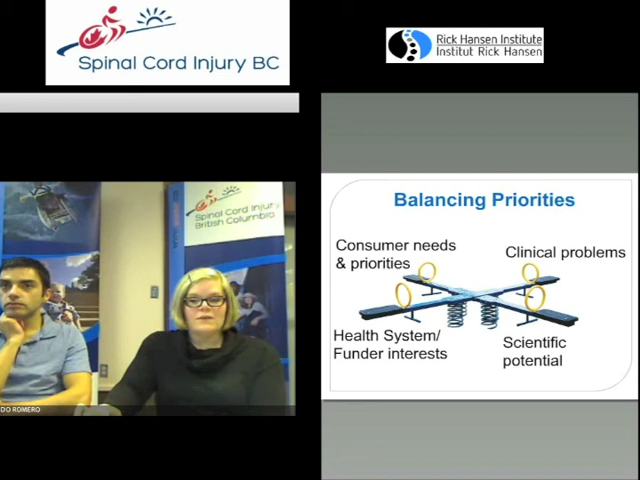 Spinal Cord Injury BC
Rick Hansen Institute
Institut Rick Hansen
Spinal Cord Injury
British Columbia
DO ROMERO
Balancing Priorities
Consumer needs
& priorities
Clinical problems
Health System/
Funder interests
Scientific
potential